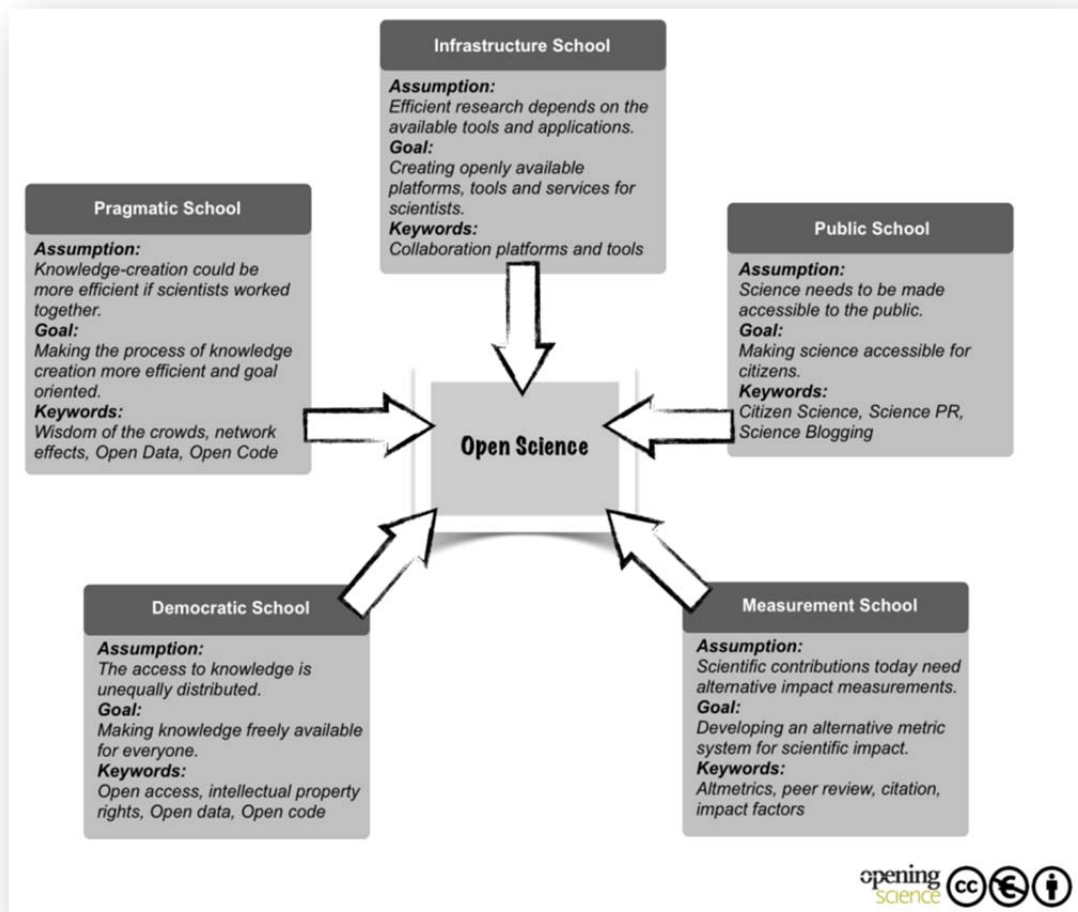 Infrastructure School
Assumption:
Efficient research depends on the
available tools and applications.
Goal:
Creating openly available
platforms, tools and services for
scientists.
Keywords:
Collaboration platforms and tools
Pragmatic School
Assumption:
Knowledge-creation could be
more efficient if scientists worked
together.
Goal:
Making the process of knowledge
creation more efficient and goal
oriented.
Keywords:
Wisdom of the crowds, network
effects, Open Data, Open Code
Public School
Assumption:
Science needs to be made
accessible to the public.
Goal:
Making science accessible for
citizens.
Keywords:
Citizen Science, Science PR,
Science Blogging
Open Science
Democratic School
Assumption:
The access to knowledge is
unequally distributed.
Goal:
Making knowledge freely available
for everyone.
Keywords:
Open access, intellectual property
rights, Open data, Open code
Measurement School
Assumption:
Scientific contributions today need
alternative impact measurements.
Goal:
Developing an alternative metric
system for scientific impact.
Keywords:
Altmetrics, peer review, citation,
impact factors
opening
science
cc